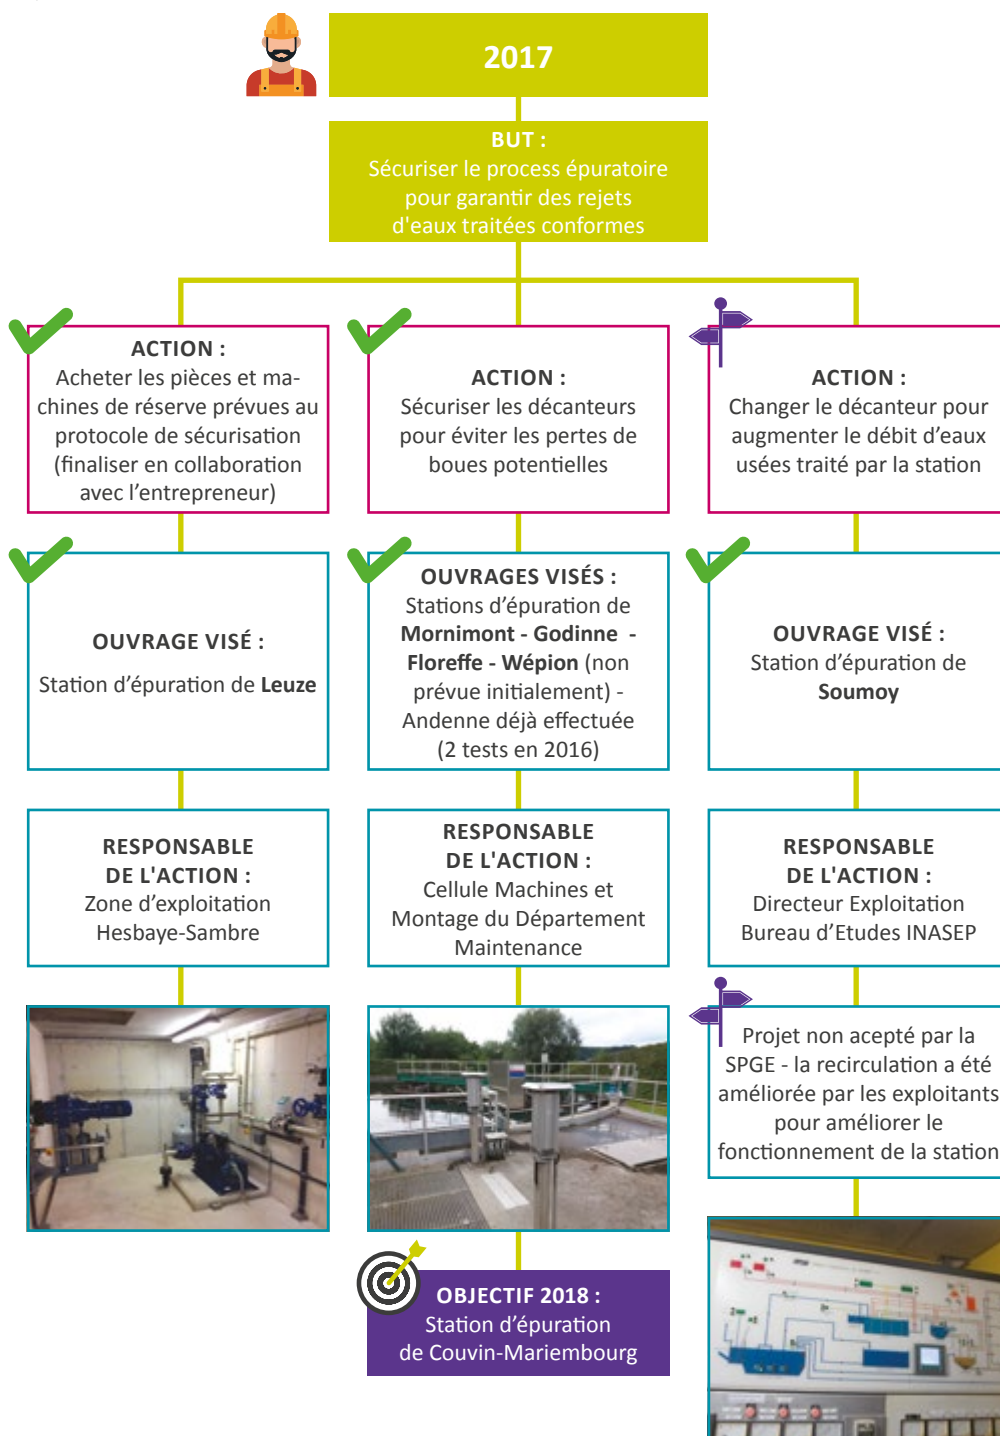 2017
BUT :
Sécuriser le process épuratoire
pour garantir des rejets
d'eaux traitées conformes
ACTION :
Acheter les pièces et ma-
chines de réserve prévues au
protocole de sécurisation
(finaliser en collaboration
avec l’entrepreneur)
ACTION :
Sécuriser les décanteurs
pour éviter les pertes de
boues potentielles
ACTION :
Changer le décanteur pour
augmenter le débit d’eaux
usées traité par la station
OUVRAGE VISÉ :
Station d’épuration de Leuze
OUVRAGES VISÉS :
Stations d’épuration de
Mornimont - Godinne -
Floreffe - Wépion (non
prévue initialement) -
Andenne déjà effectuée
(2 tests en 2016)
OUVRAGE VISÉ :
Station d’épuration de
Soumoy
RESPONSABLE
DE L'ACTION :
Zone d’exploitation
Hesbaye-Sambre
RESPONSABLE
DE L'ACTION :
Cellule Machines et
Montage du Département
Maintenance
RESPONSABLE
DE L'ACTION :
Directeur Exploitation
Bureau d’Etudes INASEP
Projet non acepté par la
SPGE - la recirculation a été
améliorée par les exploitants
pour améliorer le
fonctionnement de la station
OBJECTIF 2018 :
Station d’épuration
de Couvin-Mariembourg